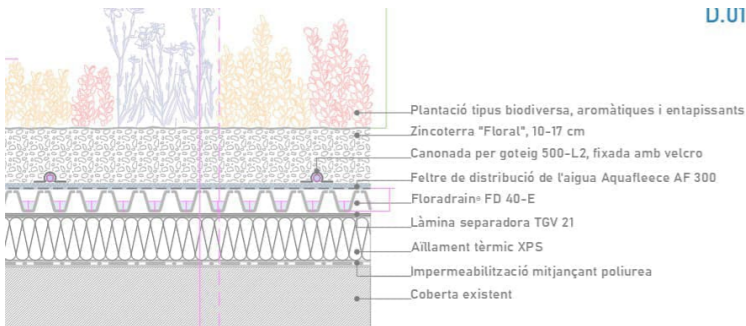 D.01
Plantació tipus biodiversa, aromàtiques i entapissants
Zincoterra "Floral", 10-17 cm
Canonada per goteig 500-L2, fixada amb velcro
Feltre de distribució de l'aigua Aquafleece AF 300
Floradrain® FD 40-E
Làmina separadora TGV 21
Aïllament tèrmic XPS
Impermeabilització mitjançant poliurea
Coberta existent